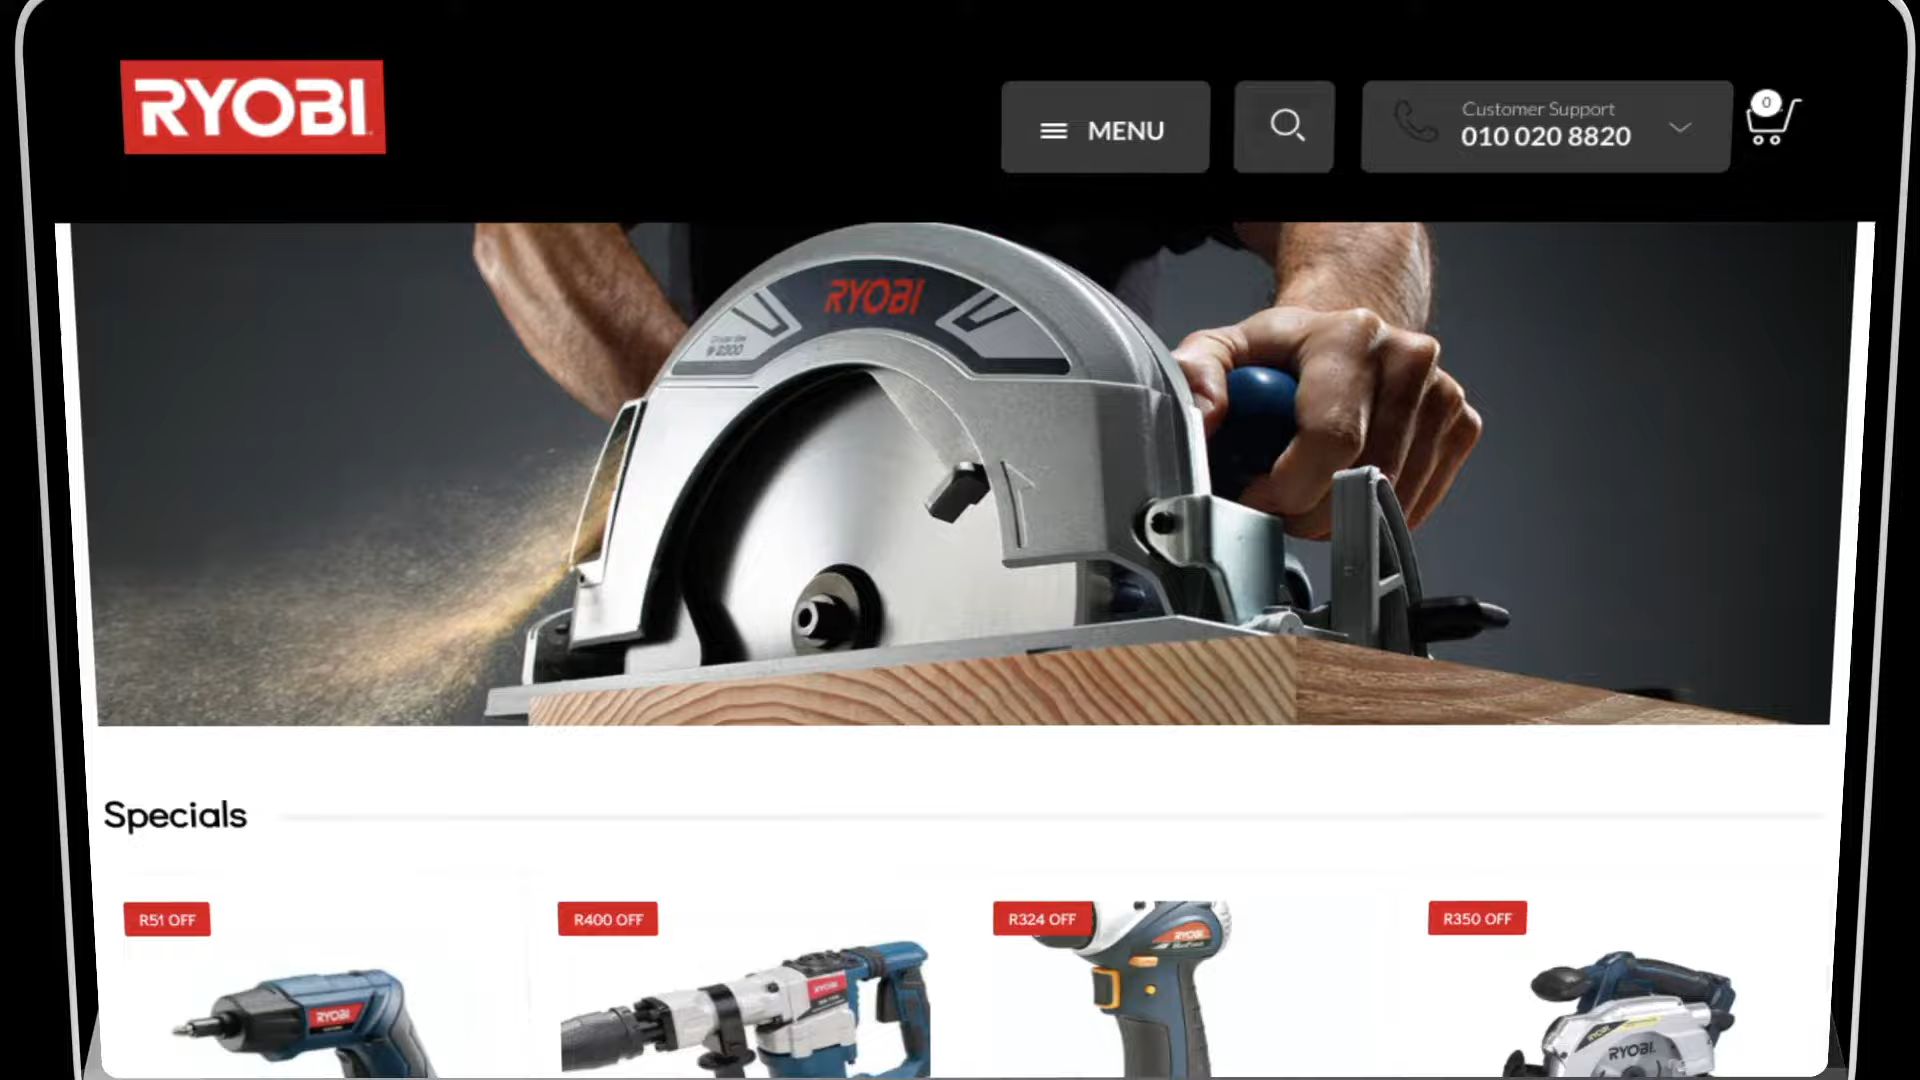 RYOBI
MENU
Customer Support
010 020 8820
0
RYOBI
Specials
R51 OFF
R400 OFF
R324 OFF
R350 OFF
RYOBI
RYOBI
RYOBI
RYOBI
RYOBI